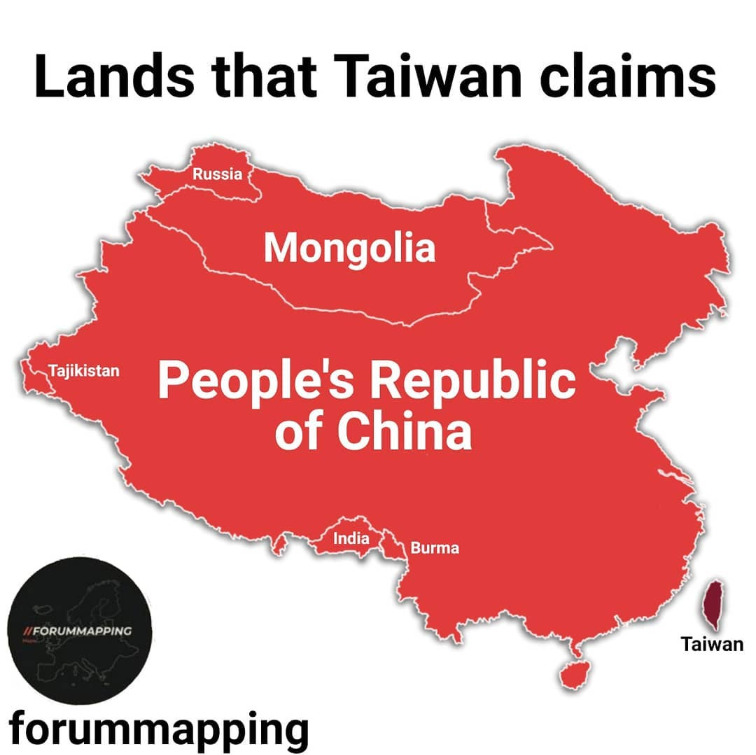 Lands that Taiwan claims
Russia
Mongolia
Tajikistan
People's Republic
of China
India
Burma
Taiwan
//FORUMMAPPING
forummapping